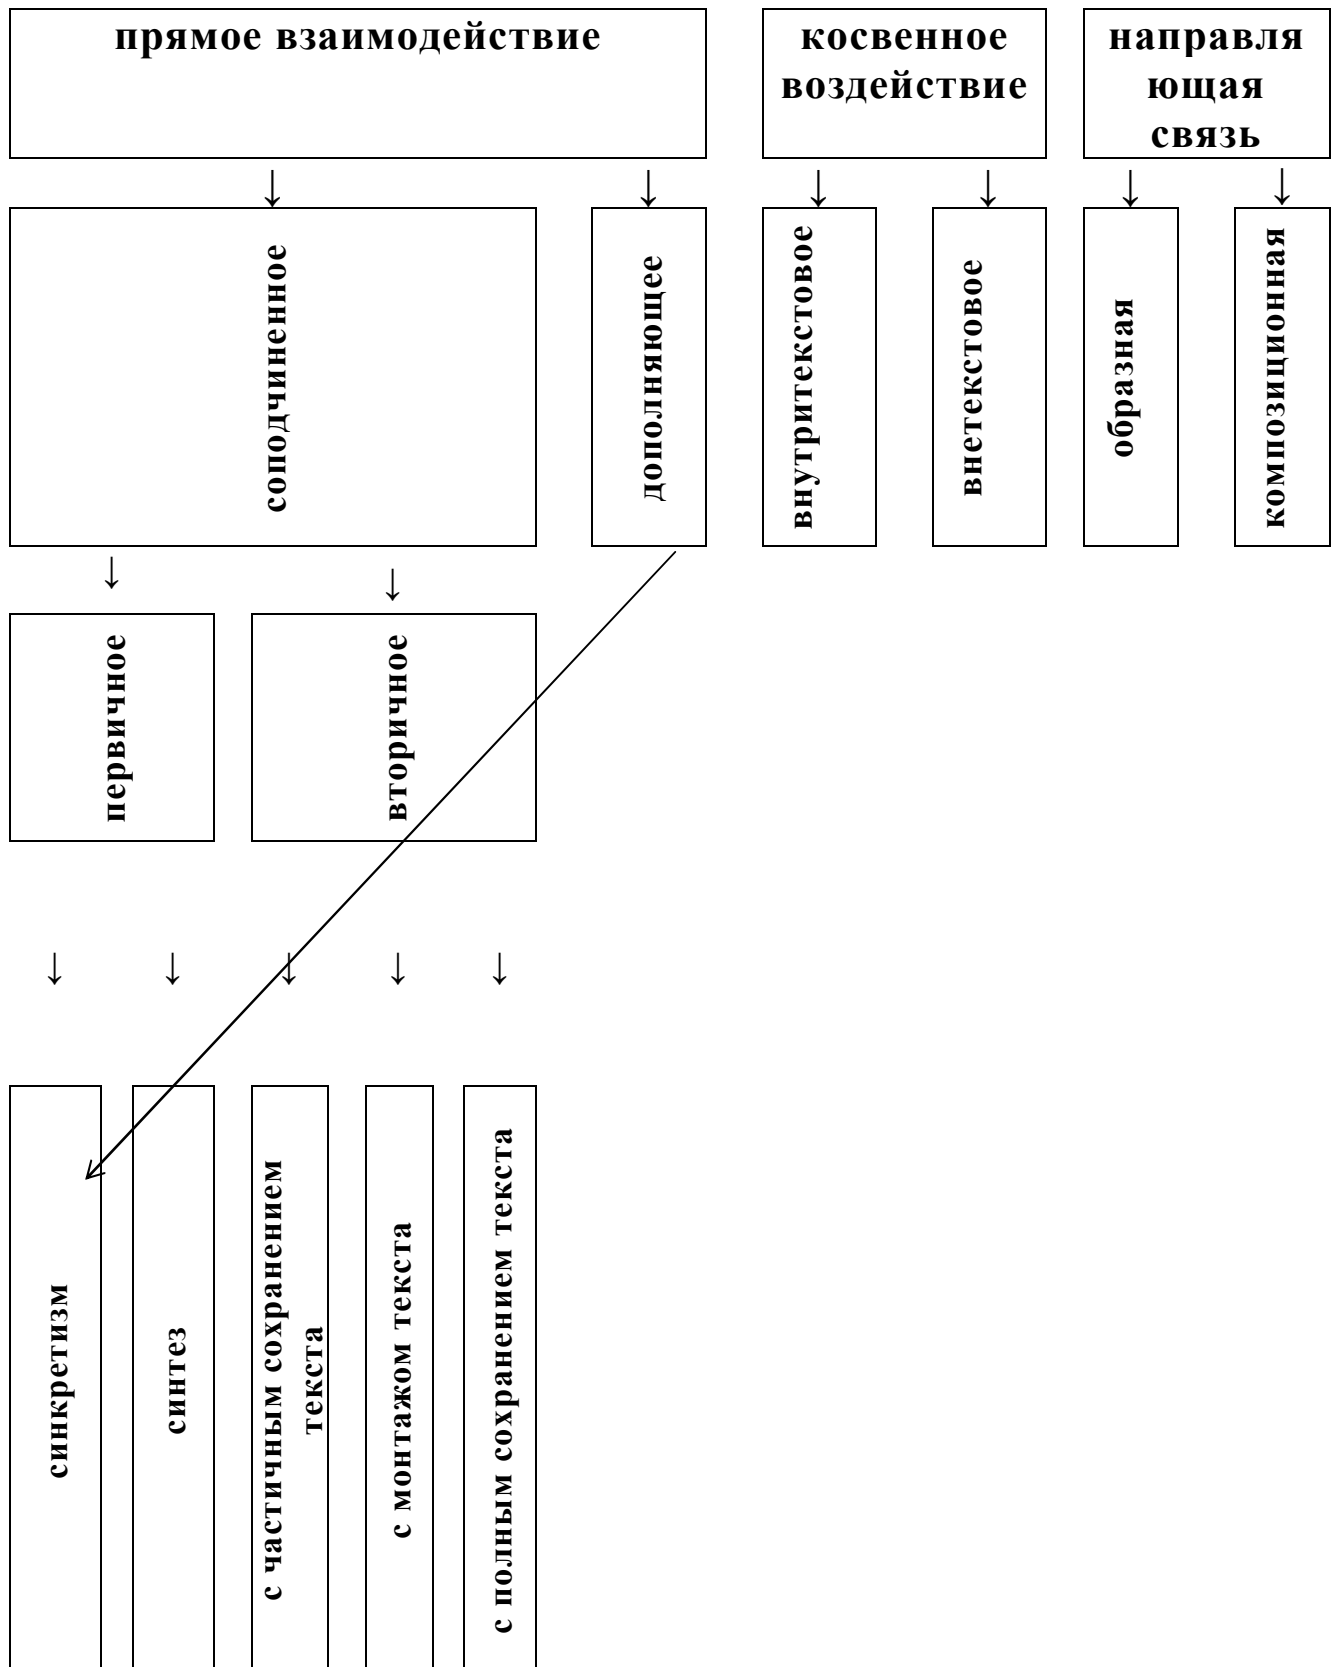 прямое взаимодействие
косвенное
воздействие
направля
ющая
связь
↓
↓
↓
↓
↓
↓
соподчиненное
дополняющее
внутритекстовое
внетекстовое
образная
композиционная
↓
↓
первичное
вторичное
↓
↓
↓
↓
↓
синкретизм
синтез
с частичным сохранением
текста
с монтажом текста
с полным сохранением текста